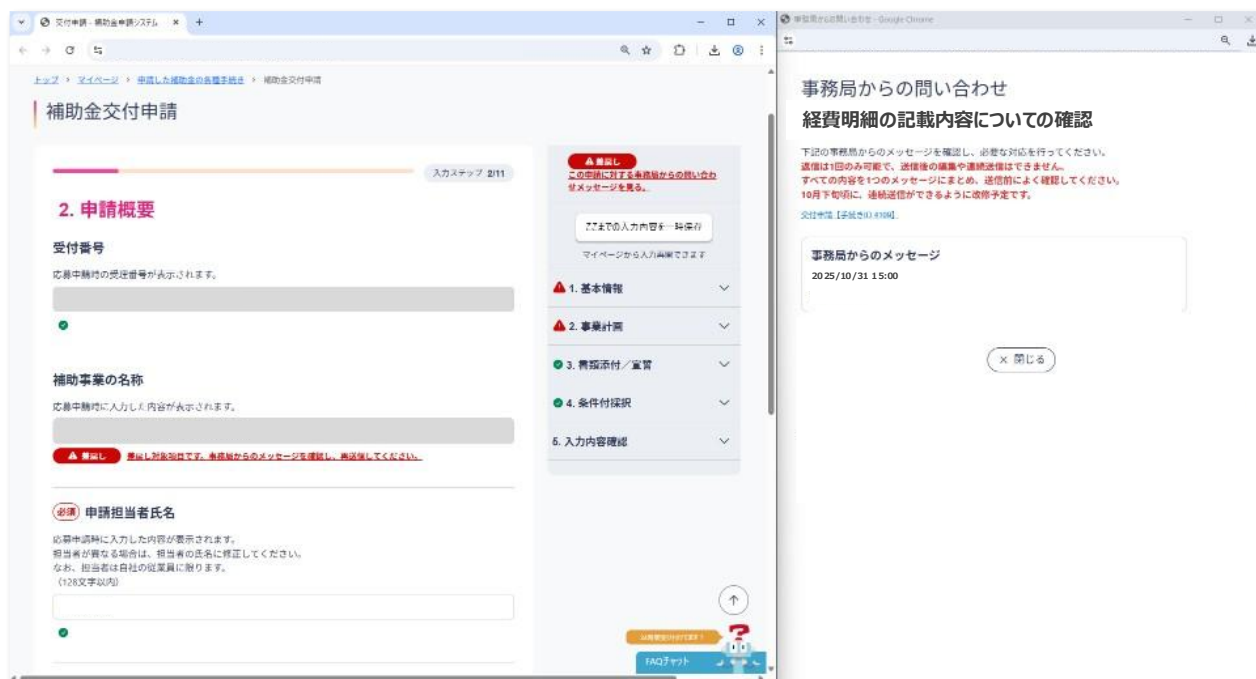 交付申請 - 補助金申請システム
トップ > マイページ > 申請した補助金の各種手続き > 補助金交付申請
補助金交付申請
入力ステップ 2/11
2. 申請概要
受付番号
応募申請時の受理番号が表示されます。
補助事業の名称
応募申請時に入力した内容が表示されます。
差戻し 差戻し対象項目です。事務局からのメッセージを確認し、再送信してください。
必須 申請担当者氏名
応募申請時に入力した内容が表示されます。
担当者が異なる場合は、担当者の氏名に修正してください。
なお、担当者は自社の従業員に限ります。
(128文字以内)
差戻し
この申請に対する事務局からの問い合わ
せメッセージを見る。
ここまでの入力内容を一時保存
マイページから入力再開できます
1. 基本情報
2. 事業計画
3. 書類添付/宣誓
4. 条件付採択
5. 入力内容確認
FAQチャット
事務局からの問い合わせ - Google Chrome
事務局からの問い合わせ
経費明細の記載内容についての確認
下記の事務局からのメッセージを確認し、必要な対応を行ってください。
返信は1回のみ可能で、送信後の編集や連続送信はできません。
すべての内容を1つのメッセージにまとめ、送信前によく確認してください。
10月下旬頃に、連続送信ができるように改修予定です。
事務局からのメッセージ
2025/10/31 15:00
× 閉じる